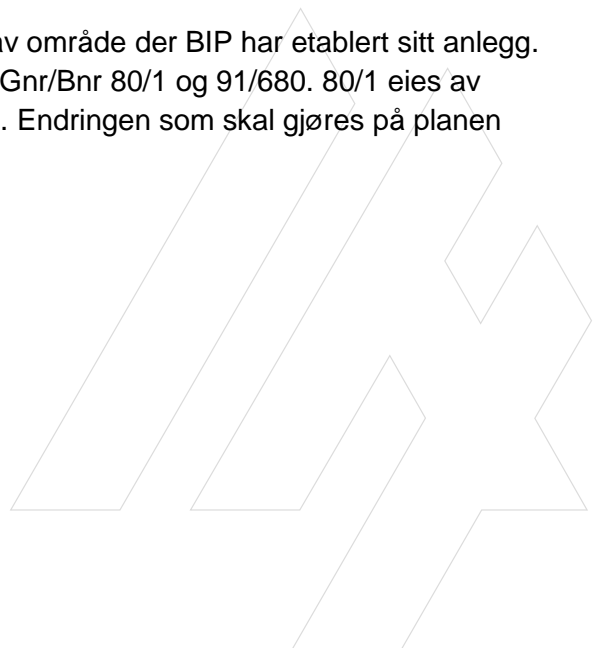 av område der BIP har etablert sitt anlegg.
Gnr/Bnr 80/1 og 91/680. 80/1 eies av
. Endringen som skal gjøres på planen